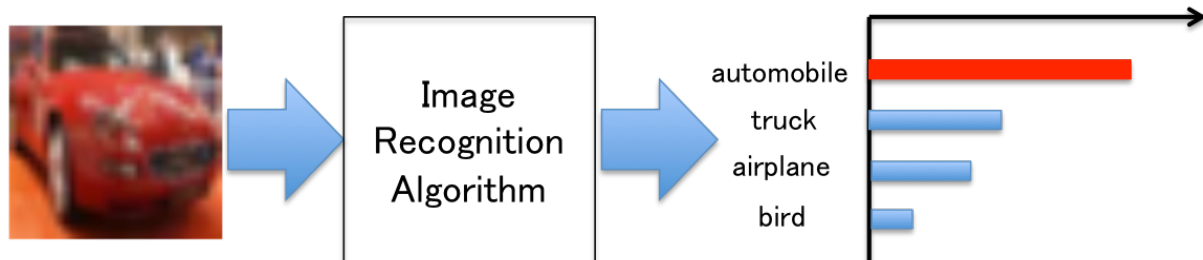 Image
Recognition
Algorithm
automobile
truck
airplane
bird